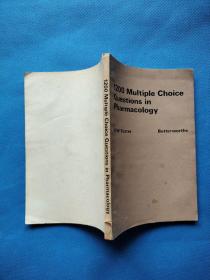 1200 Multiple Choice
Questions in
Pharmacology
Butterworths
1200 Multiple Choice Questions in Pharmacology